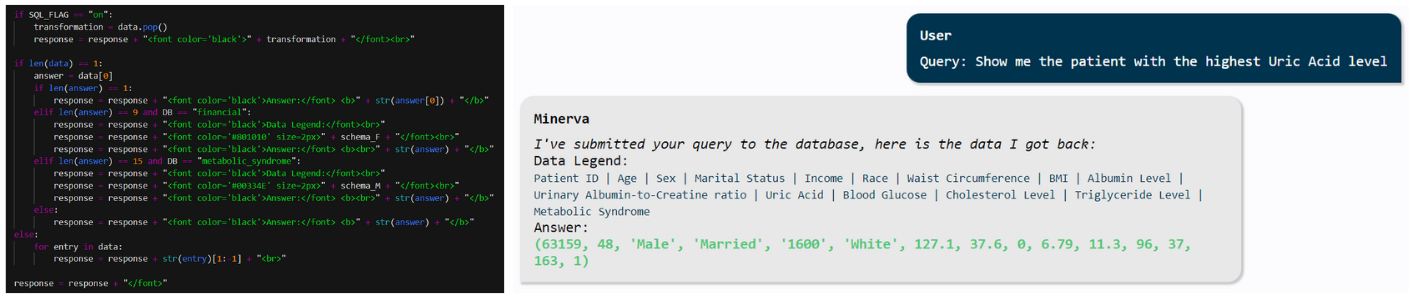 if SQL_FLAG == "on":
    transformation = data.pop()
    response = response + "<font color='black'>" + transformation + "</font><br>"
if len(data) == 1:
    answer = data[0]
    if len(answer) == 1:
        response = response + "<font color='black'>Answer:</font> <b>" + str(answer[0]) + "</b>"
    elif len(answer) == 9 and DB == "financial":
        response = response + "<font color='black'>Data Legend:</font><br>"
        response = response + "<font color='#801010' size=2px>" + schema_F + "</font><br>"
        response = response + "<font color='black'>Answer:</font> <b><br>" + str(answer) + "</b>"
    elif len(answer) == 15 and DB == "metabolic_syndrome":
        response = response + "<font color='black'>Data Legend:</font><br>"
        response = response + "<font color='#00334E' size=2px>" + schema_M + "</font><br>"
        response = response + "<font color='black'>Answer:</font> <b><br>" + str(answer) + "</b>"
    else:
        response = response + "<font color='black'>Answer:</font> <b>" + str(answer) + "</b>"
else:
    for entry in data:
        response = response + str(entry)[1:-1] + "<br>"
response = response + "</font>"
User
Query: Show me the patient with the highest Uric Acid level
Minerva
I've submitted your query to the database, here is the data I got back:
Data Legend:
Patient ID | Age | Sex | Marital Status | Income | Race | Waist Circumference | BMI | Albumin Level |
Urinary Albumin-to-Creatine ratio | Uric Acid | Blood Glucose | Cholesterol Level | Triglyceride Level |
Metabolic Syndrome
Answer:
(63159, 48, 'Male', 'Married', '1600', 'White', 127.1, 37.6, 0, 6.79, 11.3, 96, 37,
163, 1)